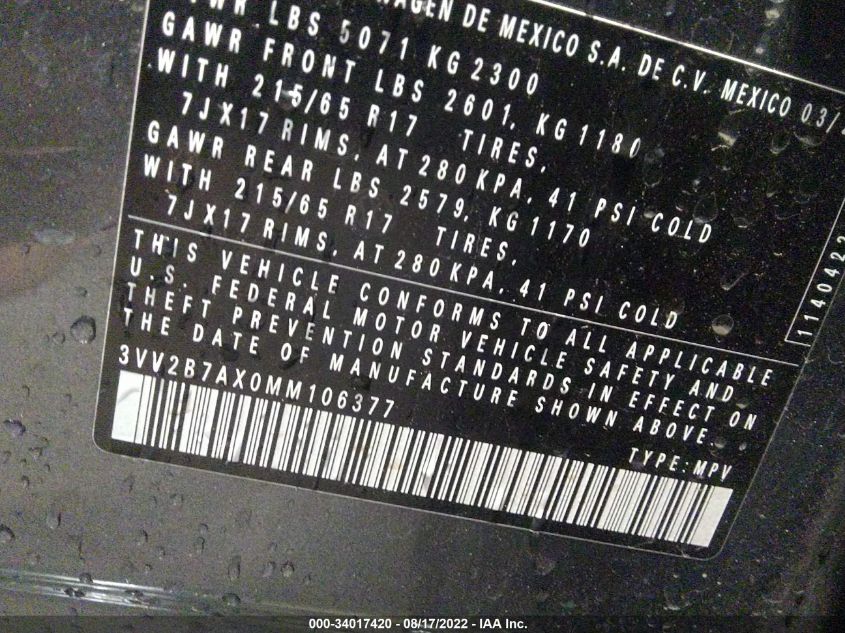 DE MEXICO S.A. DE C.V. MEXICO 03/
LBS 5071 KG 2300
GAWR FRONT LBS 2601, KG 1180
WITH 215/65 R17 TIRES,
7JX17 RIMS, AT 280 KPA, 41 PSI COLD
GAWR REAR LBS 2579, KG 1170
WITH 215/65 R17 TIRES,
7JX17 RIMS, AT 280 KPA, 41 PSI COLD
THIS VEHICLE CONFORMS TO ALL APPLICABLE
U.S. FEDERAL MOTOR VEHICLE SAFETY AND
THEFT PREVENTION STANDARDS IN EFFECT ON
THE DATE OF MANUFACTURE SHOWN ABOVE.
3VV2B7AX0MM106377
TYPE: MPV
1140422
000-34017420 - 08/17/2022 - IAA Inc.